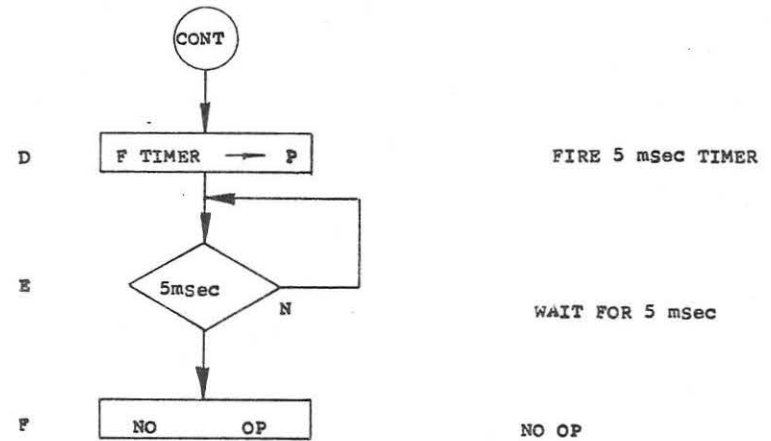 CONT
D F TIMER → P FIRE 5 msec TIMER
E 5msec N WAIT FOR 5 msec
F NO OP NO OP